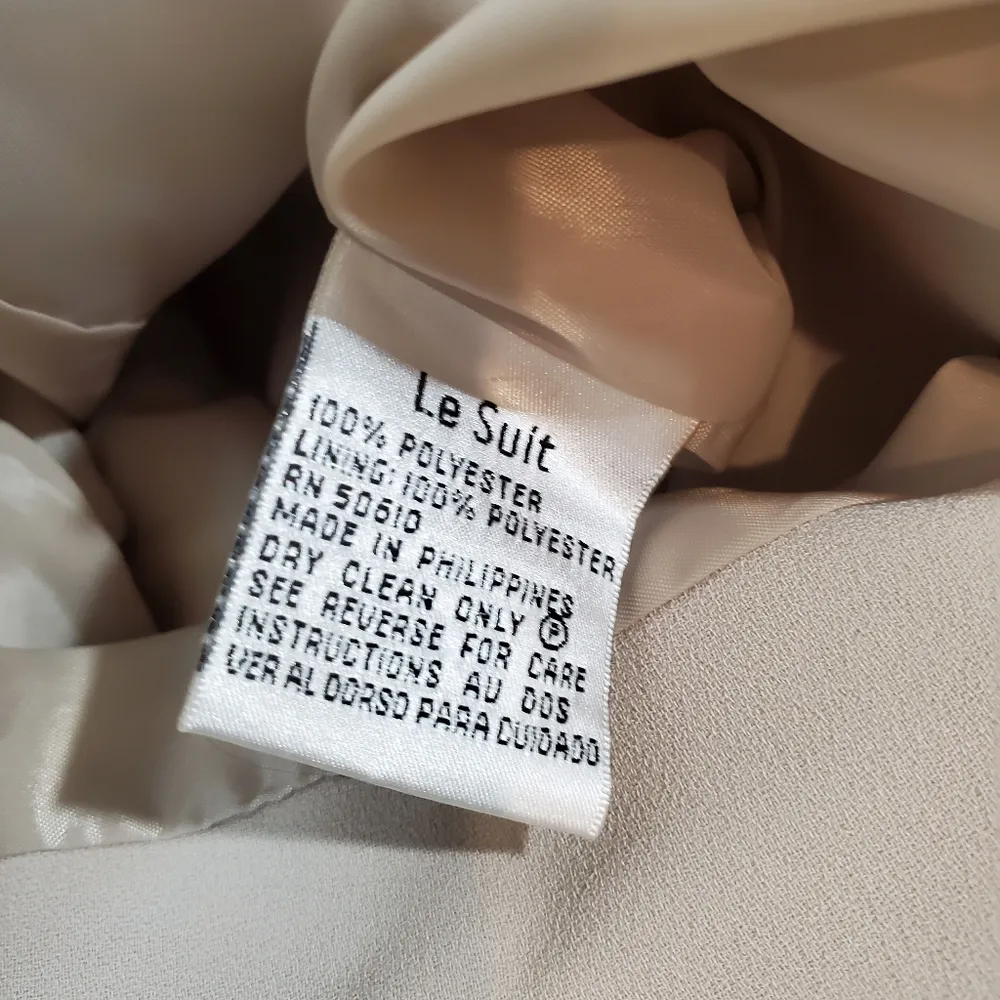 Le Suit
100% POLYESTER
LINING: 100% POLYESTER
RN 50610
MADE IN PHILIPPINES
DRY CLEAN ONLY Ⓟ
SEE REVERSE FOR CARE
INSTRUCTIONS AU DOS
VER AL DORSO PARA CUIDADO